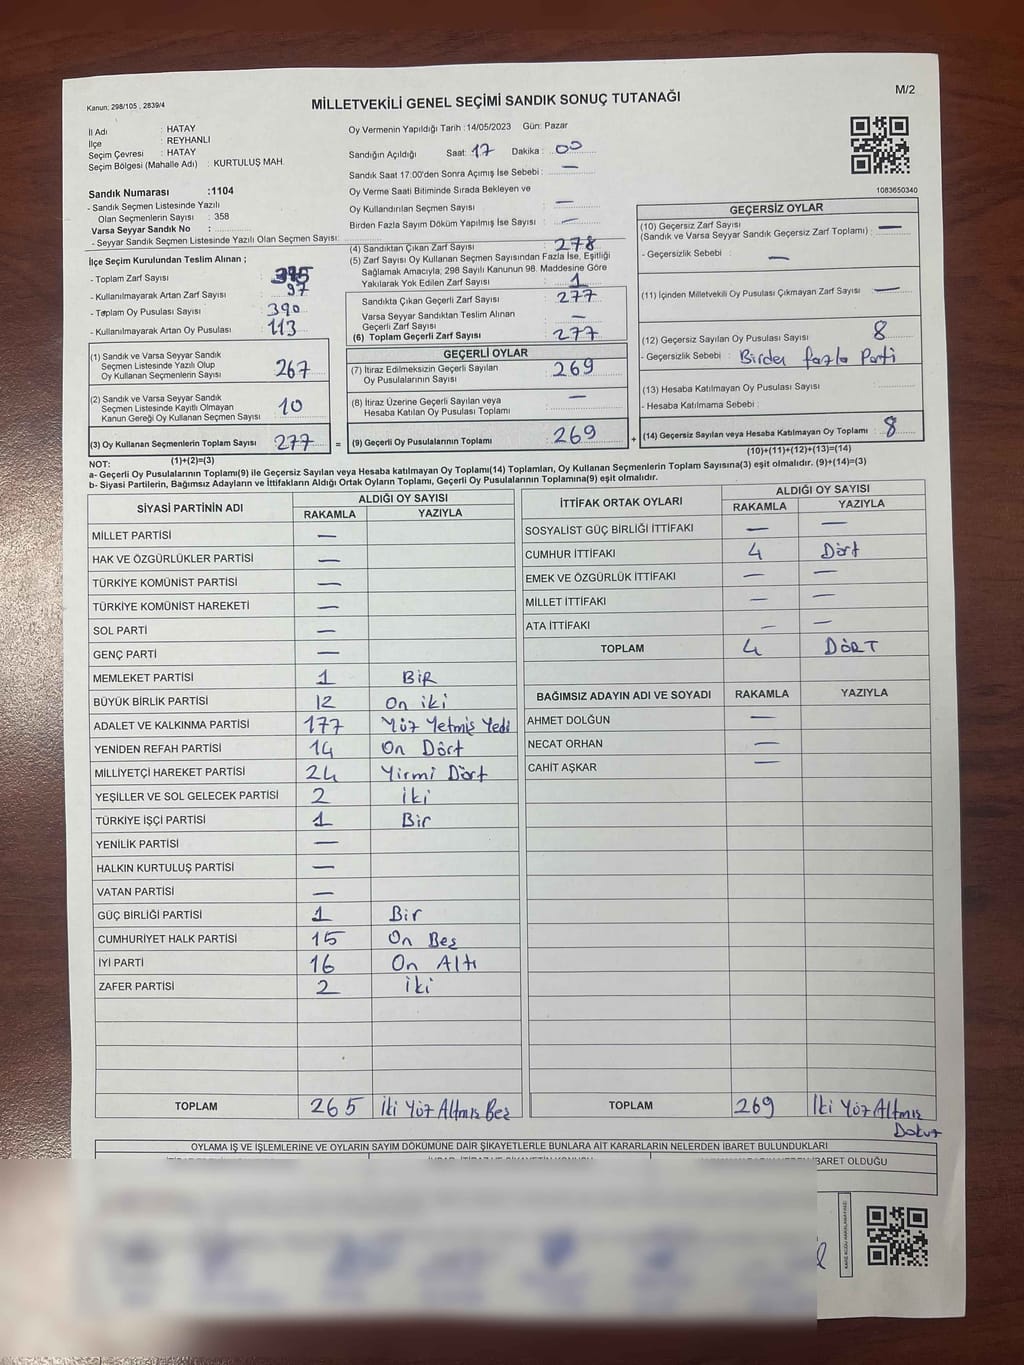 Kanun: 298/105 , 2839/4
MİLLETVEKİLİ GENEL SEÇİMİ SANDIK SONUÇ TUTANAĞI
M/2
İl Adı : HATAY
İlçe : REYHANLI
Seçim Çevresi : HATAY
Seçim Bölgesi (Mahalle Adı) : KURTULUŞ MAH.
Sandık Numarası :1104
- Sandık Seçmen Listesinde Yazılı
Olan Seçmenlerin Sayısı : 358
Varsa Seyyar Sandık No :
- Seyyar Sandık Seçmen Listesinde Yazılı Olan Seçmen Sayısı:
Oy Vermenin Yapıldığı Tarih :14/05/2023 Gün: Pazar
Sandığın Açıldığı Saat: 17 Dakika : 00
Sandık Saat 17:00'den Sonra Açımış İse Sebebi : —
Oy Verme Saati Bitiminde Sırada Bekleyen ve
Oy Kullandırılan Seçmen Sayısı —
Birden Fazla Sayım Döküm Yapılmış İse Sayısı : —
1083650340
İlçe Seçim Kurulundan Teslim Alınan ;
- Toplam Zarf Sayısı :
- Kullanılmayarak Artan Zarf Sayısı : 97
- Toplam Oy Pusulası Sayısı : 390
- Kullanılmayarak Artan Oy Pusulası : 113
(1) Sandık ve Varsa Seyyar Sandık
Seçmen Listesinde Yazılı Olup
Oy Kullanan Seçmenlerin Sayısı : 267
(2) Sandık ve Varsa Seyyar Sandık
Seçmen Listesinde Kayıtlı Olmayan
Kanun Gereği Oy Kullanan Seçmen Sayısı : 10
(3) Oy Kullanan Seçmenlerin Toplam Sayısı : 277
(1)+(2)=(3)
(4) Sandıktan Çıkan Zarf Sayısı : 278
(5) Zarf Sayısı Oy Kullanan Seçmen Sayısından Fazla İse, Eşitliği
Sağlamak Amacıyla; 298 Sayılı Kanunun 98. Maddesine Göre
Yakılarak Yok Edilen Zarf Sayısı : 1
Sandıkta Çıkan Geçerli Zarf Sayısı : 277
Varsa Seyyar Sandıktan Teslim Alınan
Geçerli Zarf Sayısı : —
(6) Toplam Geçerli Zarf Sayısı : 277
GEÇERLİ OYLAR
(7) İtiraz Edilmeksizin Geçerli Sayılan
Oy Pusulalarının Sayısı : 269
(8) İtiraz Üzerine Geçerli Sayılan veya
Hesaba Katılan Oy Pusulası Toplamı : —
= (9) Geçerli Oy Pusulalarının Toplamı : 269
GEÇERSİZ OYLAR
(10) Geçersiz Zarf Sayısı
(Sandık ve Varsa Seyyar Sandık Geçersiz Zarf Toplamı) : —
- Geçersizlik Sebebi : —
(11) İçinden Milletvekili Oy Pusulası Çıkmayan Zarf Sayısı : —
(12) Geçersiz Sayılan Oy Pusulası Sayısı : 8
- Geçersizlik Sebebi : Birden fazla Parti
(13) Hesaba Katılmayan Oy Pusulası Sayısı :
- Hesaba Katılmama Sebebi :
+ (14) Geçersiz Sayılan veya Hesaba Katılmayan Oy Toplamı : 8
(10)+(11)+(12)+(13)=(14)
NOT:
a- Geçerli Oy Pusulalarının Toplamı(9) ile Geçersiz Sayılan veya Hesaba katılmayan Oy Toplamı(14) Toplamları, Oy Kullanan Seçmenlerin Toplam Sayısına(3) eşit olmalıdır. (9)+(14)=(3)
b- Siyasi Partilerin, Bağımsız Adayların ve İttifakların Aldığı Ortak Oyların Toplamı, Geçerli Oy Pusulalarının Toplamına(9) eşit olmalıdır.
SİYASİ PARTİNİN ADI ALDIĞI OY SAYISI
RAKAMLA YAZIYLA
MİLLET PARTİSİ —
HAK VE ÖZGÜRLÜKLER PARTİSİ —
TÜRKİYE KOMÜNİST PARTİSİ —
TÜRKİYE KOMÜNİST HAREKETİ —
SOL PARTİ —
GENÇ PARTİ —
MEMLEKET PARTİSİ 1 BİR
BÜYÜK BİRLİK PARTİSİ 12 On iki
ADALET VE KALKINMA PARTİSİ 177 Yüz Yetmiş Yedi
YENİDEN REFAH PARTİSİ 14 On Dört
MİLLİYETÇİ HAREKET PARTİSİ 24 Yirmi Dört
YEŞİLLER VE SOL GELECEK PARTİSİ 2 iki
TÜRKİYE İŞÇİ PARTİSİ 1 Bir
YENİLİK PARTİSİ —
HALKIN KURTULUŞ PARTİSİ —
VATAN PARTİSİ —
GÜÇ BİRLİĞİ PARTİSİ 1 Bir
CUMHURİYET HALK PARTİSİ 15 On Beş
İYİ PARTİ 16 On Altı
ZAFER PARTİSİ 2 iki
TOPLAM 265 İki Yüz Altmış Beş
İTTİFAK ORTAK OYLARI ALDIĞI OY SAYISI
RAKAMLA YAZIYLA
SOSYALİST GÜÇ BİRLİĞİ İTTİFAKI — —
CUMHUR İTTİFAKI 4 Dört
EMEK VE ÖZGÜRLÜK İTTİFAKI — —
MİLLET İTTİFAKI — —
ATA İTTİFAKI — —
TOPLAM 4 DÖRT
BAĞIMSIZ ADAYIN ADI VE SOYADI RAKAMLA YAZIYLA
AHMET DOLĞUN —
NECAT ORHAN —
CAHİT AŞKAR —
TOPLAM 269 İki Yüz Altmış
Dokuz
OYLAMA İŞ VE İŞLEMLERİNE VE OYLARIN SAYIM DÖKÜMÜNE DAİR ŞİKAYETLERLE BUNLARA AİT KARARLARIN NELERDEN İBARET BULUNDUKLARI
İBARET OLDUĞU